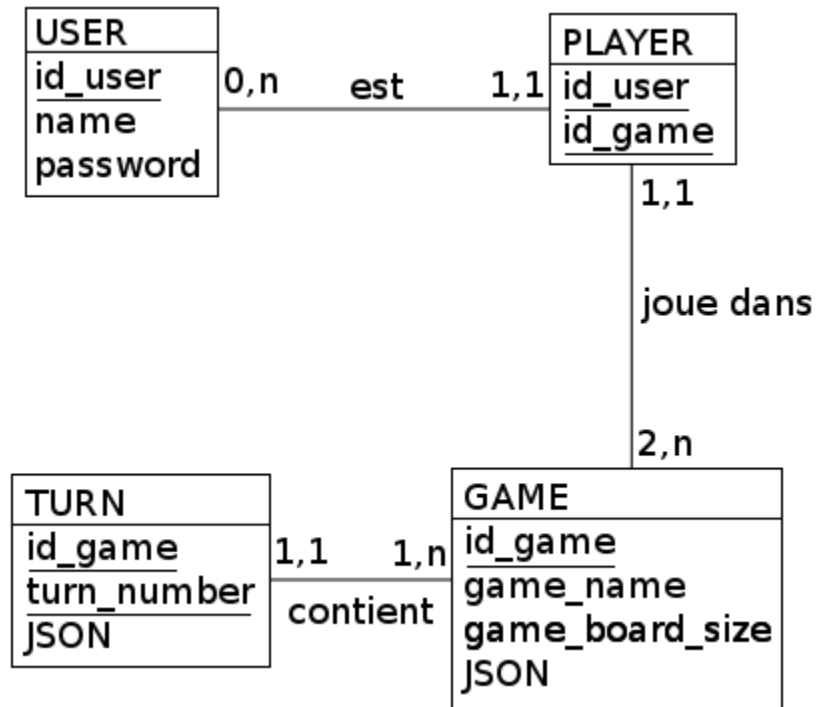 USER
id_user
name
password
0,n
est
1,1
PLAYER
id_user
id_game
1,1
joue dans
2,n
TURN
id_game
turn_number
JSON
1,1
contient
1,n
GAME
id_game
game_name
game_board_size
JSON